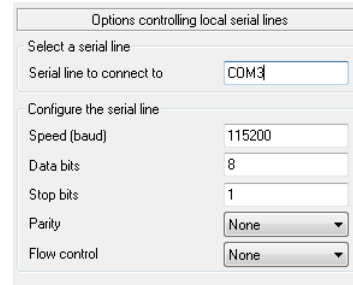 Options controlling local serial lines
Select a serial line
Serial line to connect to COM3
Configure the serial line
Speed (baud) 115200
Data bits 8
Stop bits 1
Parity None
Flow control None